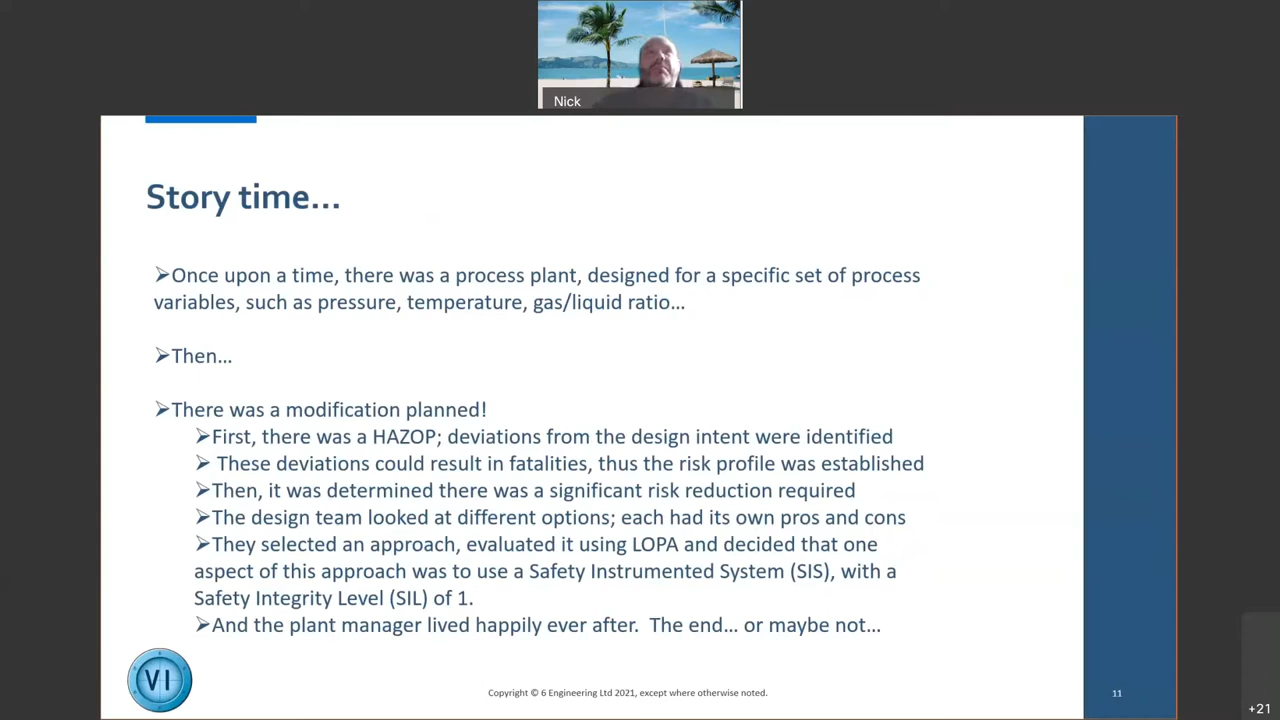 Nick
Story time...
➢Once upon a time, there was a process plant, designed for a specific set of process
variables, such as pressure, temperature, gas/liquid ratio...
➢Then...
➢There was a modification planned!
➢First, there was a HAZOP; deviations from the design intent were identified
➢ These deviations could result in fatalities, thus the risk profile was established
➢Then, it was determined there was a significant risk reduction required
➢The design team looked at different options; each had its own pros and cons
➢They selected an approach, evaluated it using LOPA and decided that one
aspect of this approach was to use a Safety Instrumented System (SIS), with a
Safety Integrity Level (SIL) of 1.
➢And the plant manager lived happily ever after.  The end... or maybe not...
VI
Copyright © 6 Engineering Ltd 2021, except where otherwise noted.
11
+21